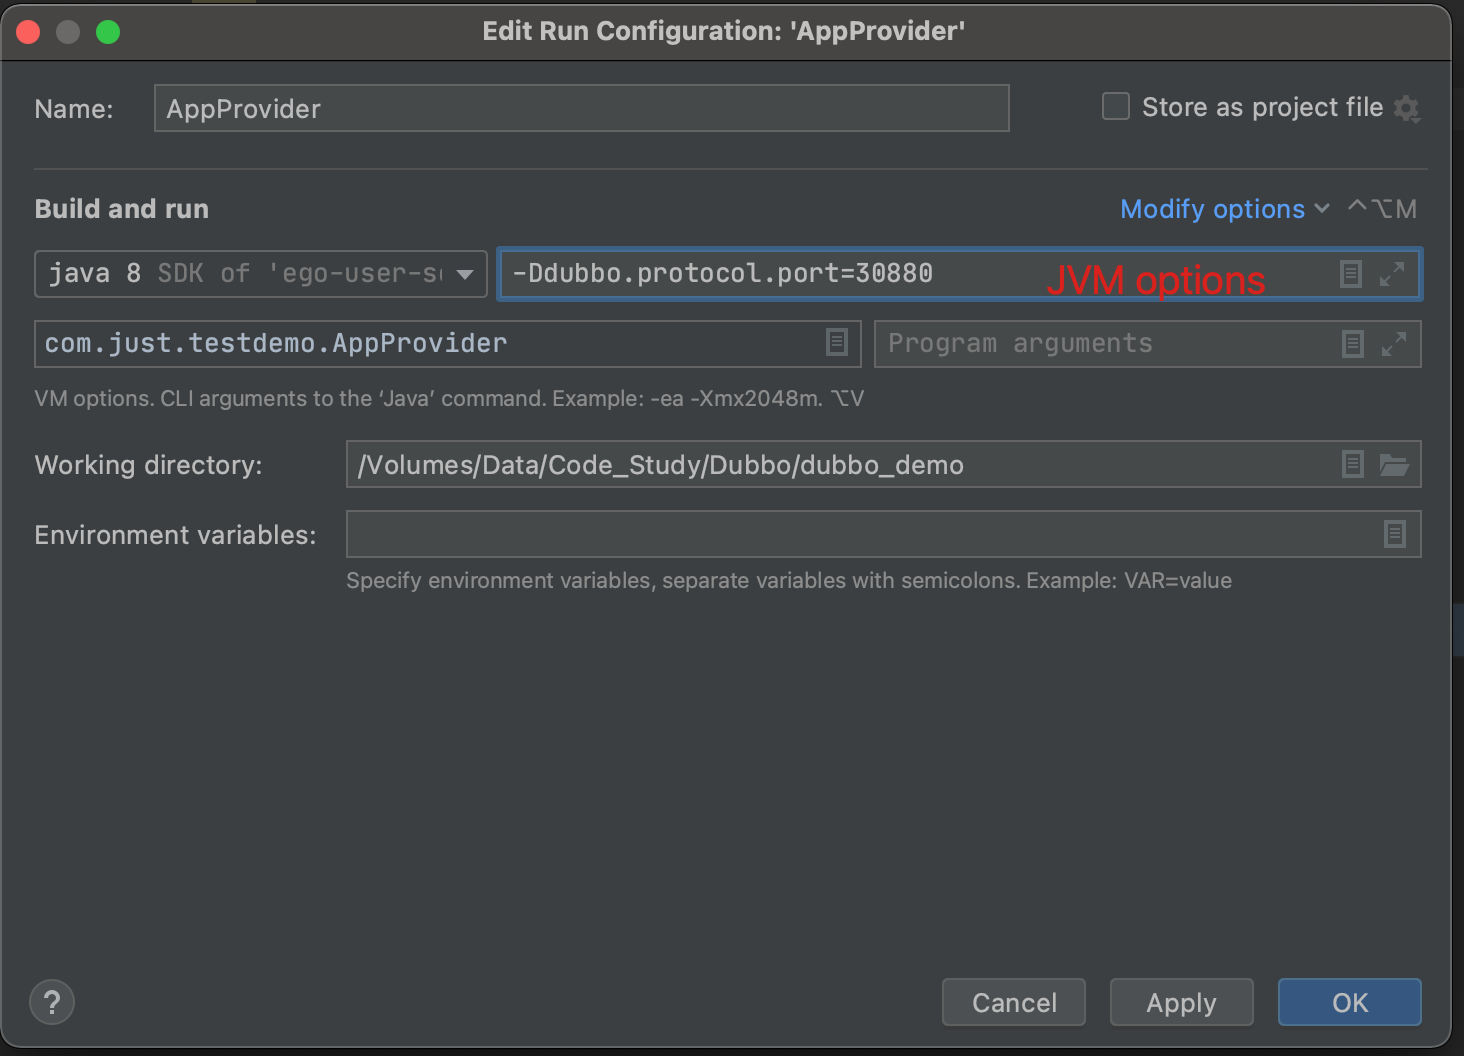 Edit Run Configuration: 'AppProvider'
Name: AppProvider Store as project file
Build and run Modify options ⌃⌥M
java 8 SDK of 'ego-user-se -Ddubbo.protocol.port=30880 JVM options
com.just.testdemo.AppProvider Program arguments
VM options. CLI arguments to the ‘Java’ command. Example: -ea -Xmx2048m. ⌥V
Working directory: /Volumes/Data/Code_Study/Dubbo/dubbo_demo
Environment variables:
Specify environment variables, separate variables with semicolons. Example: VAR=value
? Cancel Apply OK